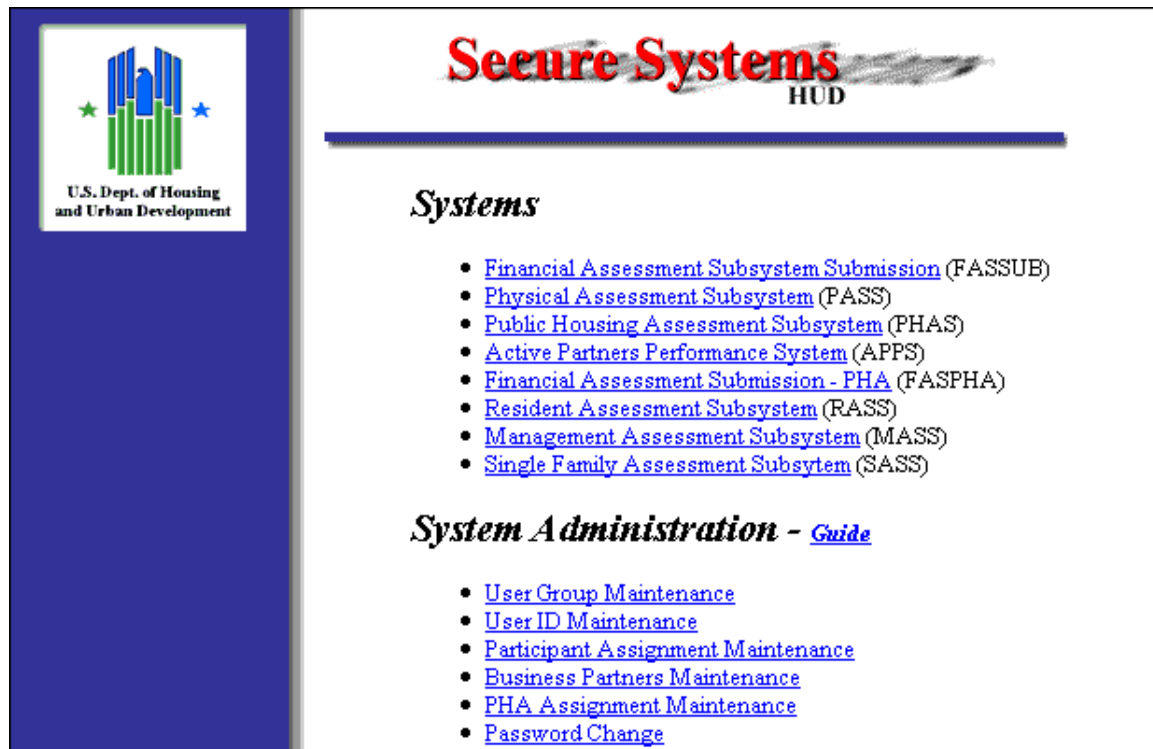 U.S. Dept. of Housing
and Urban Development
Secure Systems
HUD
Systems
Financial Assessment Subsystem Submission (FASSUB)
Physical Assessment Subsystem (PASS)
Public Housing Assessment Subsystem (PHAS)
Active Partners Performance System (APPS)
Financial Assessment Submission - PHA (FASPHA)
Resident Assessment Subsystem (RASS)
Management Assessment Subsystem (MASS)
Single Family Assessment Subsytem (SASS)
System Administration - Guide
User Group Maintenance
User ID Maintenance
Participant Assignment Maintenance
Business Partners Maintenance
PHA Assignment Maintenance
Password Change